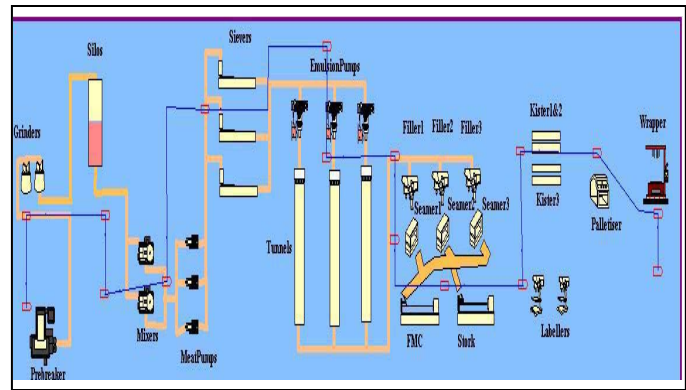 Sievers
Silos
EmulsionPumps
Grinders
Filler1 Filler2 Filler3
Kister1&2
Wrapper
Seamer1 Seamer2 Seamer3
Kister3
Palletiser
Tunnels
Mixers
MeatPumps
FMC
Stork
Labellers
Prebreaker